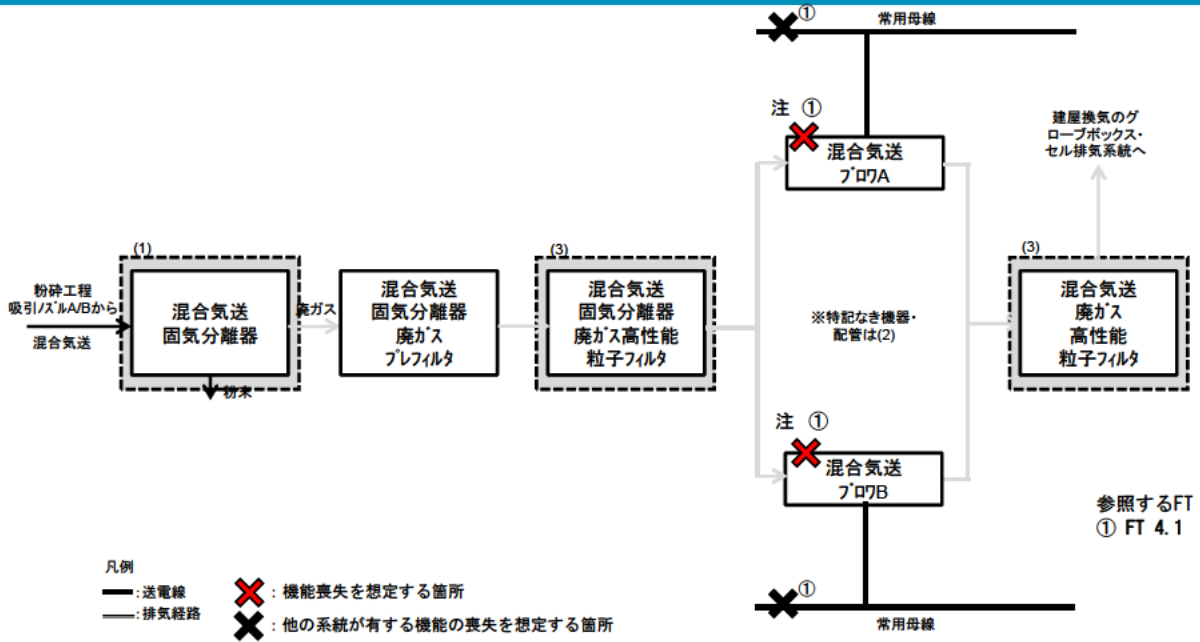 ①
常用母線
注 ①
混合気送
ブロワA
建屋換気のグ
ローブボックス・
セル排気系統へ
(1)
粉砕工程
吸引ノズルA/Bから
混合気送
混合気送
固気分離器
粉末
廃ガス
混合気送
固気分離器
廃ガス
プレフィルタ
(3)
混合気送
固気分離器
廃ガス高性能
粒子フィルタ
※特記なき機器・
配管は(2)
(3)
混合気送
廃ガス
高性能
粒子フィルタ
注 ①
混合気送
ブロワB
参照するFT
① FT 4.1
凡例
:送電線
:排気経路
: 機能喪失を想定する箇所
: 他の系統が有する機能の喪失を想定する箇所
①
常用母線